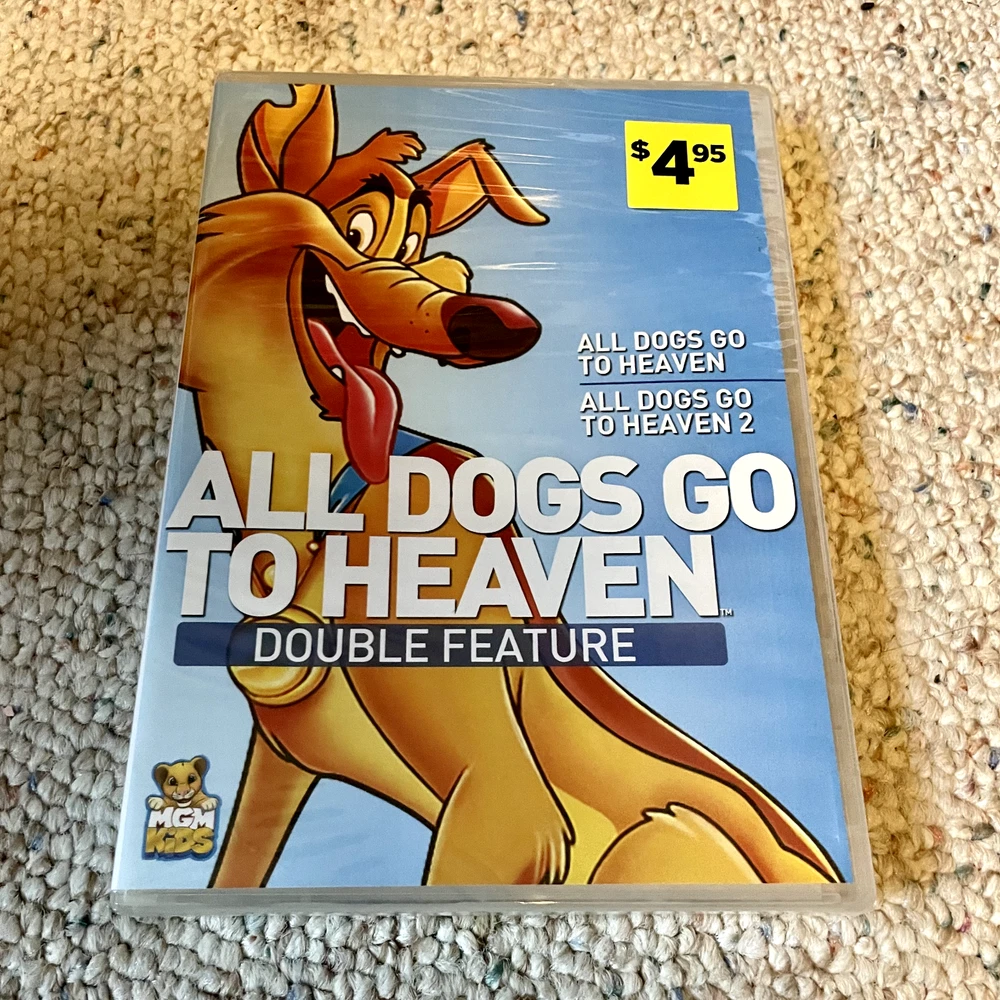 $4.95
ALL DOGS GO
TO HEAVEN
ALL DOGS GO
TO HEAVEN 2
ALL DOGS GO
TO HEAVEN™
DOUBLE FEATURE
MGM
KiDS